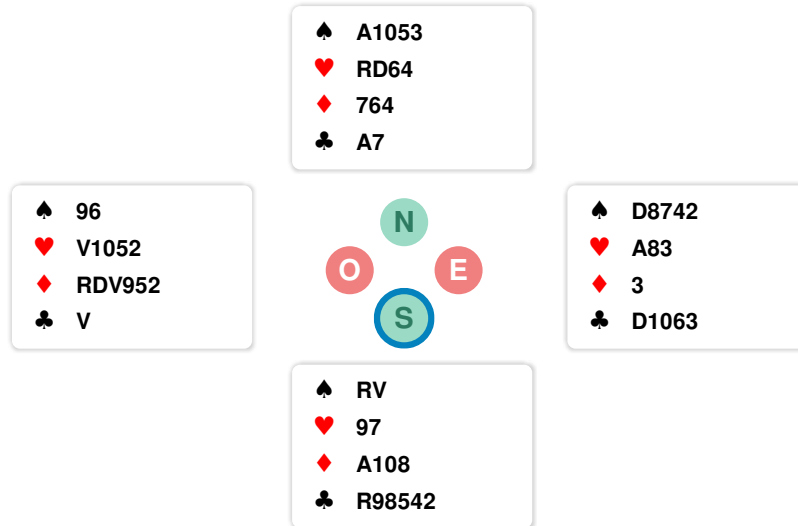 ♠ A1053
♥ RD64
♦ 764
♣ A7
♠ 96
♥ V1052
♦ RDV952
♣ V
N
O E
S
♠ D8742
♥ A83
♦ 3
♣ D1063
♠ RV
♥ 97
♦ A108
♣ R98542